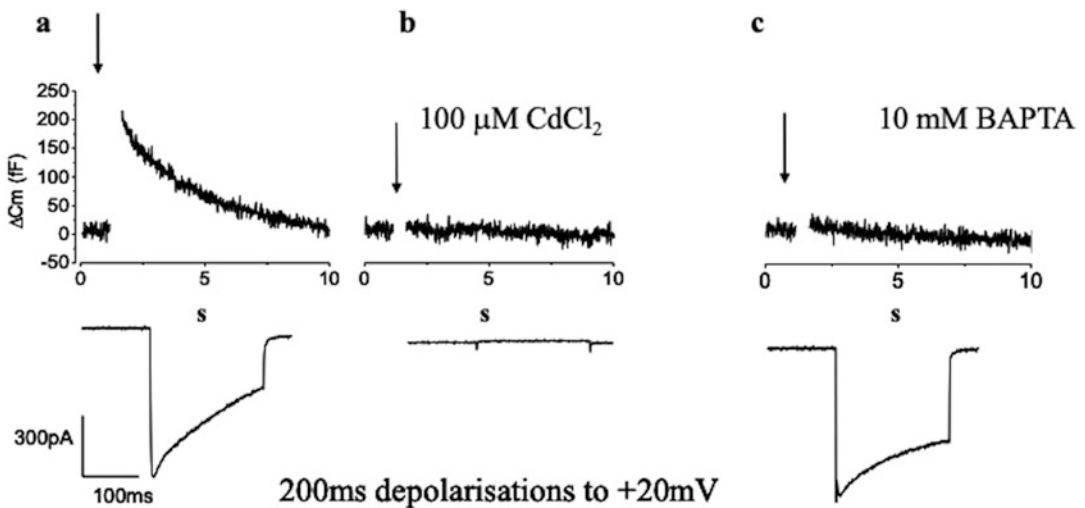 a
b
c
250
200
150
100
50
0
-50
ΔCm (fF)
0 5 10
s
100 μM CdCl₂
0 5 10
s
10 mM BAPTA
0 5 10
s
300pA
100ms
200ms depolarisations to +20mV